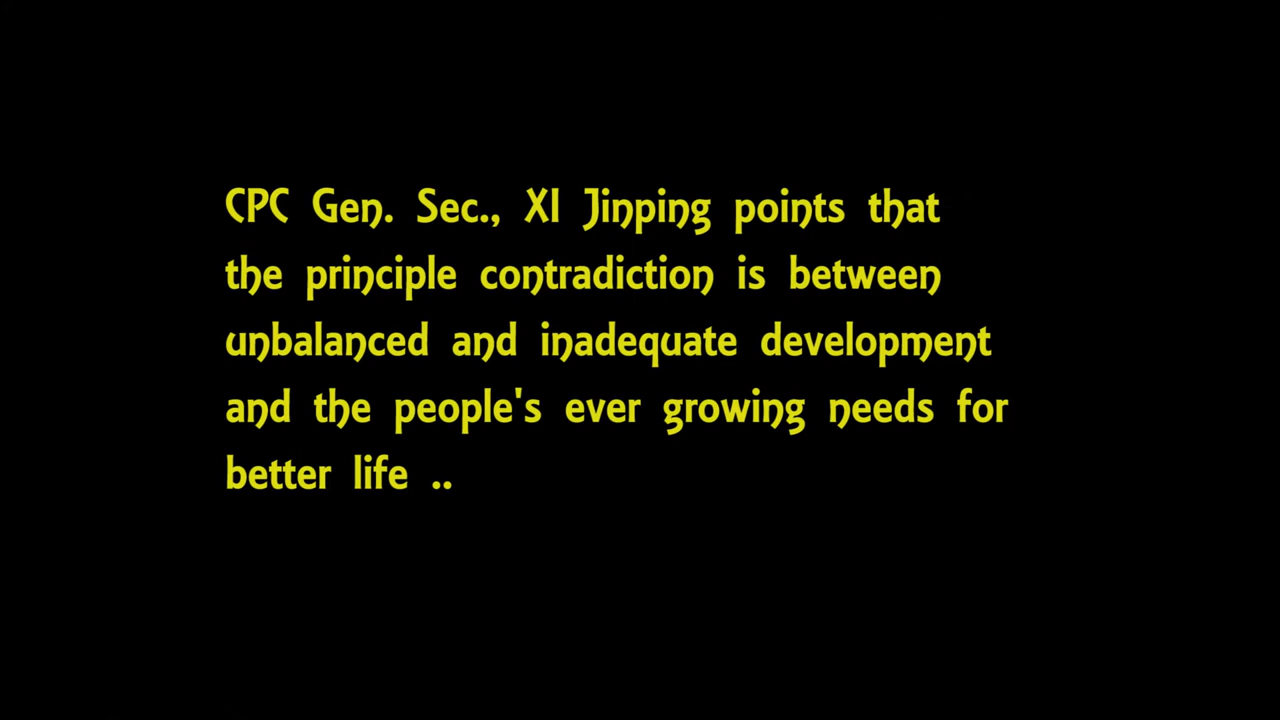 CPC Gen. Sec., XI Jinping points that
the principle contradiction is between
unbalanced and inadequate development
and the people's ever growing needs for
better life ..